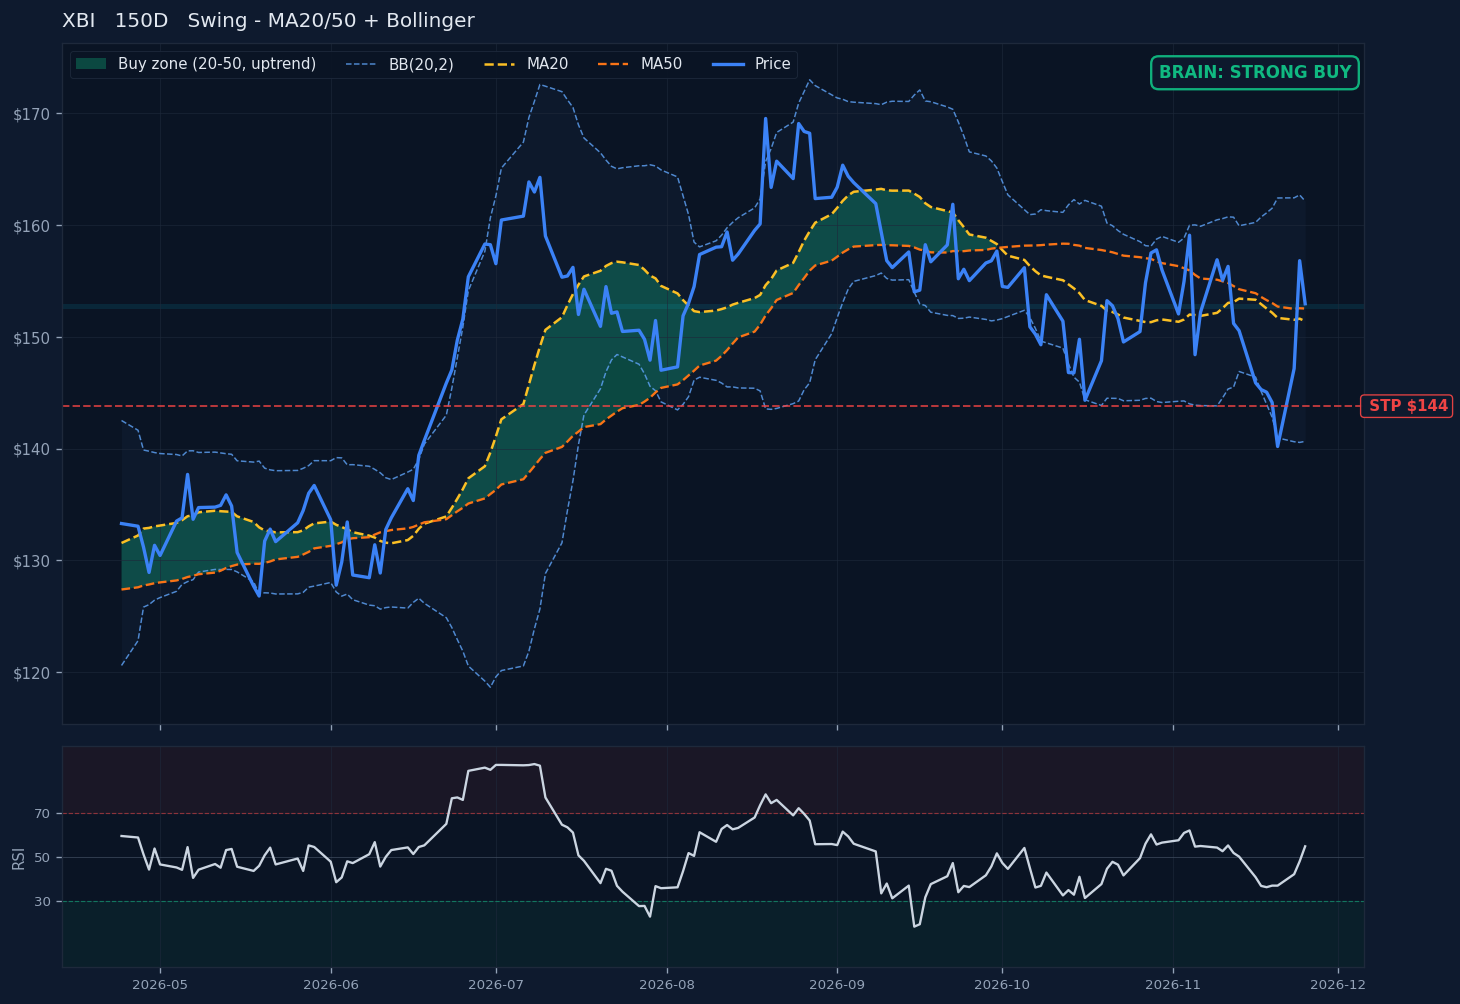 XBI   150D   Swing - MA20/50 + Bollinger
Buy zone (20-50, uptrend)   BB(20,2)   MA20   MA50   Price
BRAIN: STRONG BUY
$170
$160
$150
STP $144
$140
$130
$120
70
50
30
RSI
2026-05   2026-06   2026-07   2026-08   2026-09   2026-10   2026-11   2026-12